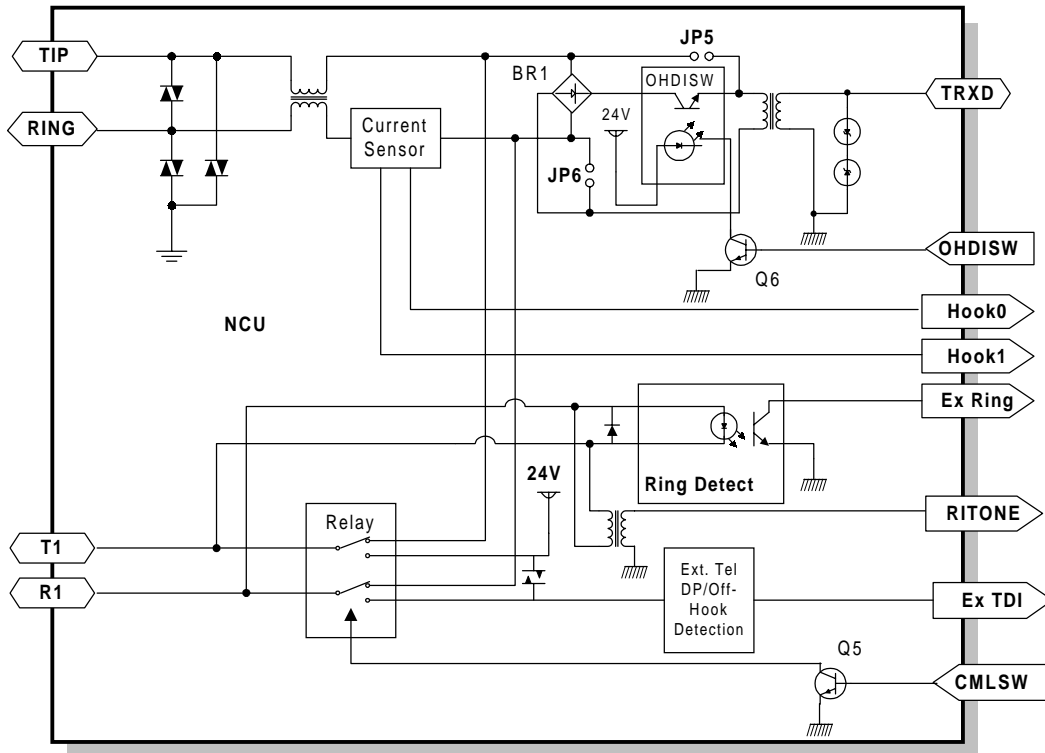 TIP
JP5
BR1
OHDISW
TRXD
24V
RING
Current
Sensor
JP6
OHDISW
Q6
Hook0
NCU
Hook1
Ex Ring
24V
Ring Detect
Relay
RITONE
T1
R1
Ext. Tel
DP/Off-
Hook
Detection
Ex TDI
Q5
CMLSW